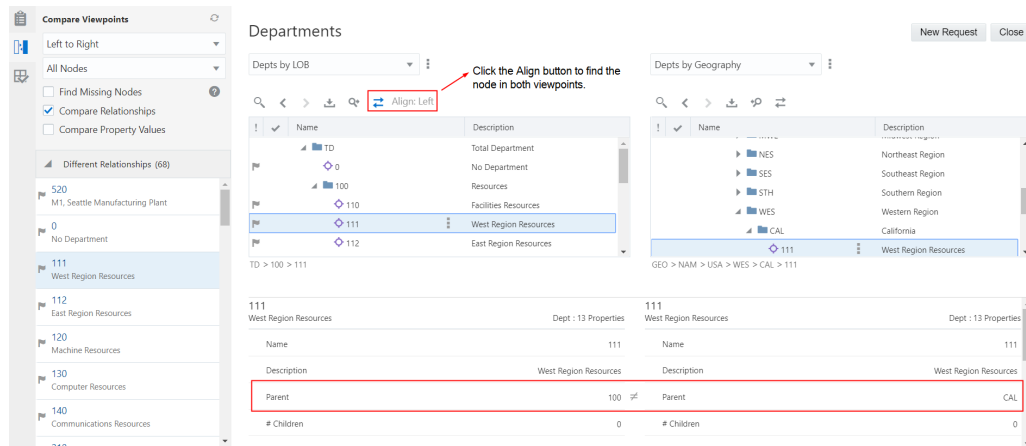 Compare Viewpoints
Left to Right
All Nodes
Find Missing Nodes
Compare Relationships
Compare Property Values
Different Relationships (68)
520
M1, Seattle Manufacturing Plant
0
No Department
111
West Region Resources
112
East Region Resources
120
Machine Resources
130
Computer Resources
140
Communications Resources
Departments
New Request Close
Depts by LOB
Click the Align button to find the
node in both viewpoints.
Align: Left
! Name Description
TD Total Department
0 No Department
100 Resources
110 Facilities Resources
111 West Region Resources
112 East Region Resources
TD > 100 > 111
Depts by Geography
! Name Description
NES Northeast Region
SES Southeast Region
STH Southern Region
WES Western Region
CAL California
111 West Region Resources
GEO > NAM > USA > WES > CAL > 111
111
West Region Resources Dept : 13 Properties
Name 111
Description West Region Resources
Parent 100 ≠
# Children 0
111
West Region Resources Dept : 13 Properties
Name 111
Description West Region Resources
Parent CAL
# Children 0